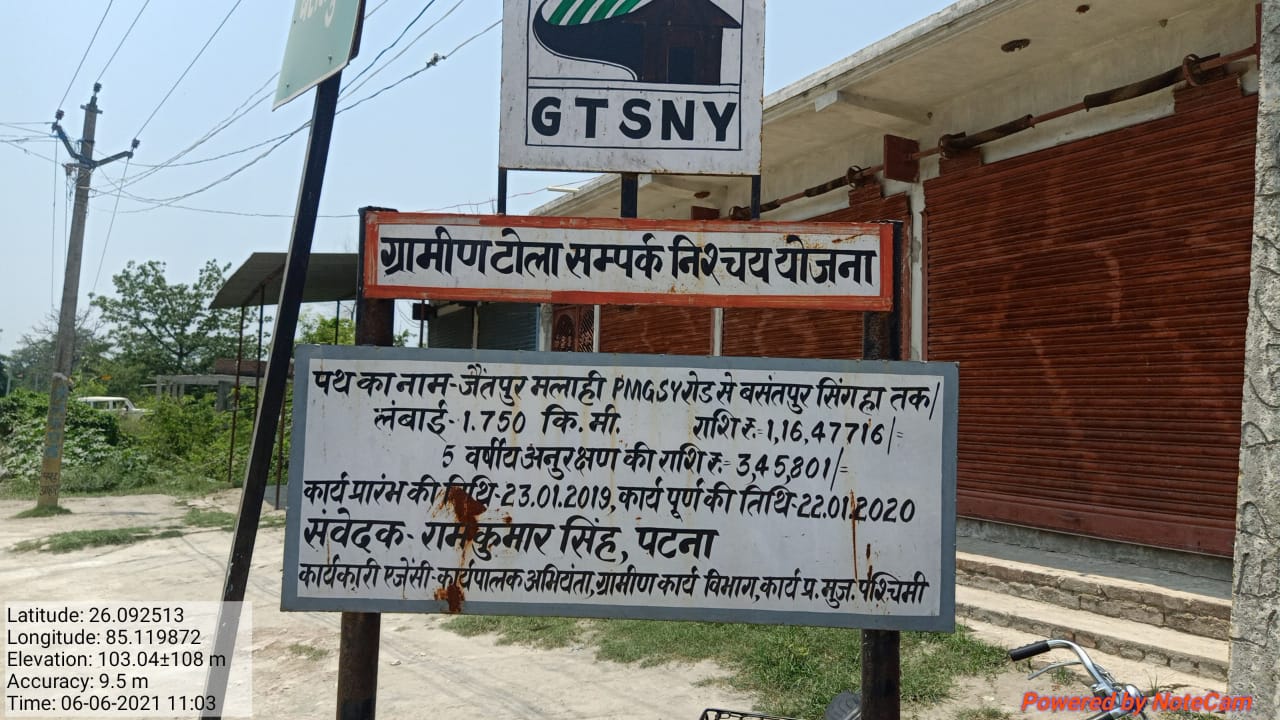 GTSNY
ग्रामीण टोला सम्पर्क निश्चय योजना
पथ का नाम-जैंतपुर मलाही PMGSY रोड से बसंतपुर सिंगहा तक/
लंबाई-1.750 कि.मी. राशि रु.=1,16,47716/=
5 वर्षीय अनुरक्षण की राशि रु.=3,45,801/=
कार्य प्रारंभ की तिथि-23.01.2019, कार्य पूर्ण की तिथि-22.01.2020
संवेदक- रामकुमार सिंह, पटना
कार्यकारी एजेंसी-कार्यपालक अभियंता, ग्रामीण कार्य विभाग, कार्य प्र. मुज. पश्चिमी
Latitude: 26.092513
Longitude: 85.119872
Elevation: 103.04±108 m
Accuracy: 9.5 m
Time: 06-06-2021 11:03
Powered by NoteCam